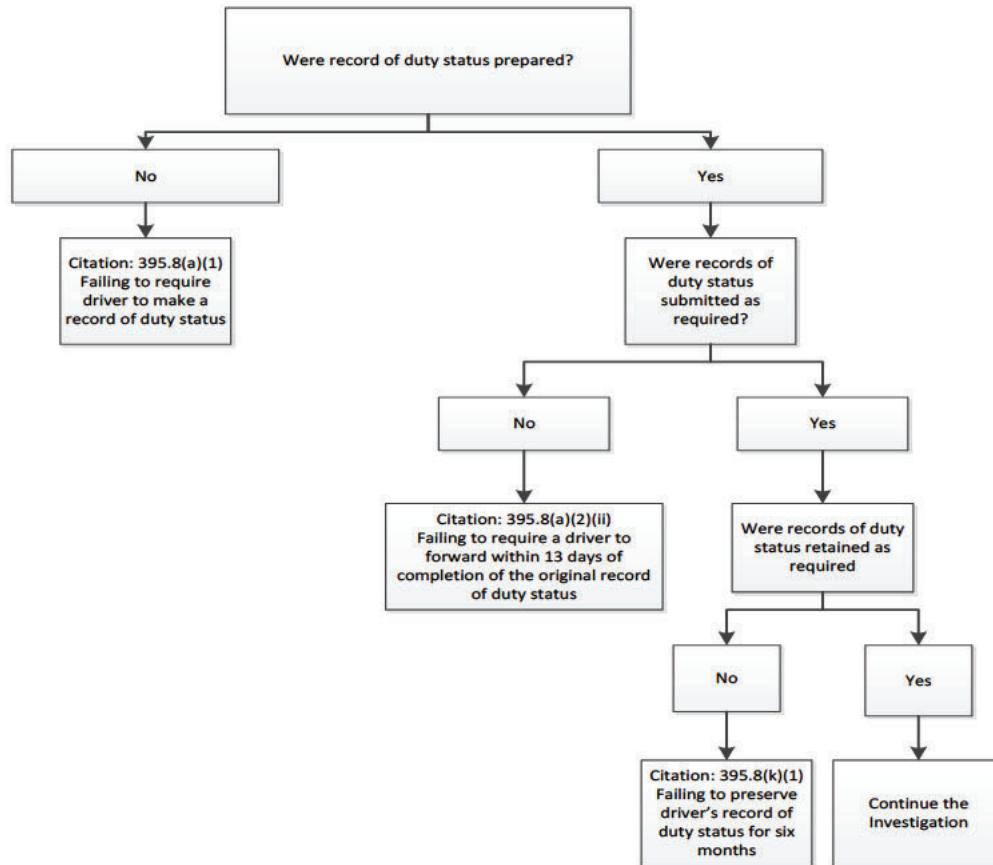 Were record of duty status prepared?
No
Yes
Citation: 395.8(a)(1)
Failing to require
driver to make a
record of duty status
Were records of
duty status
submitted as
required?
No
Yes
Citation: 395.8(a)(2)(ii)
Failing to require a driver to
forward within 13 days of
completion of the original record
of duty status
Were records of duty
status retained as
required
No
Yes
Citation: 395.8(k)(1)
Failing to preserve
driver’s record of
duty status for six
months
Continue the
Investigation